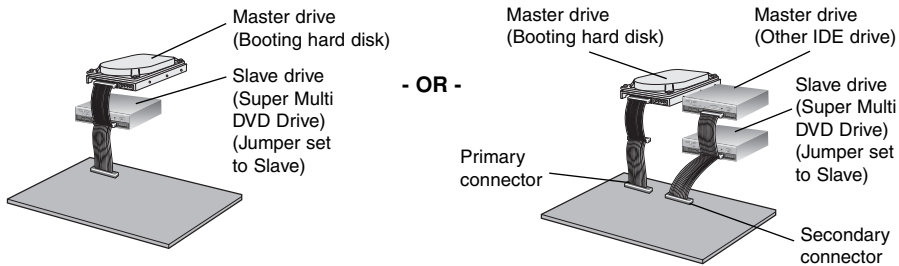 Master drive
(Booting hard disk)
Slave drive
(Super Multi
DVD Drive)
(Jumper set
to Slave)
- OR -
Master drive
(Booting hard disk)
Master drive
(Other IDE drive)
Slave drive
(Super Multi
DVD Drive)
(Jumper set
to Slave)
Primary
connector
Secondary
connector